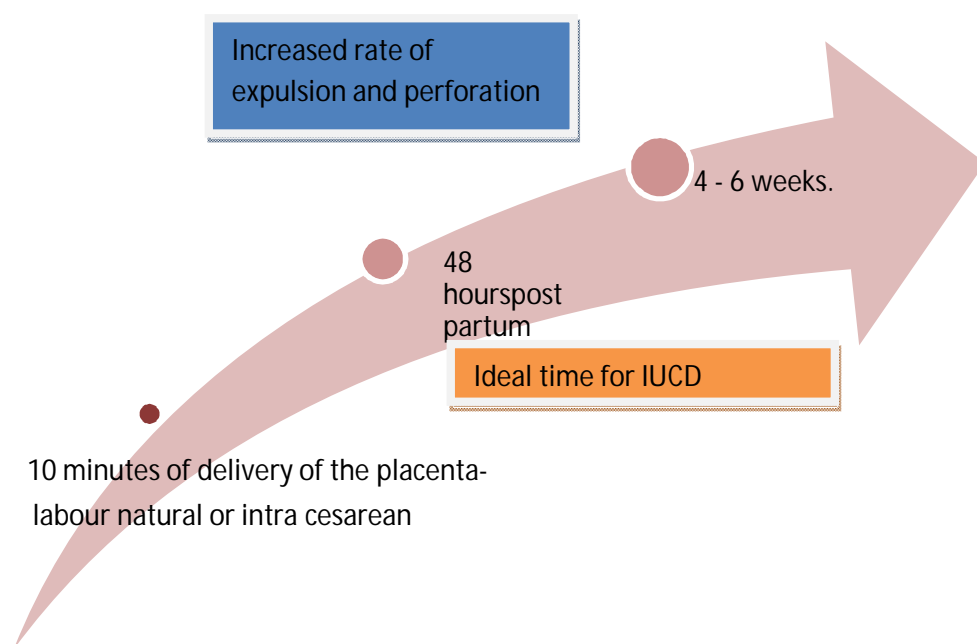 Increased rate of
expulsion and perforation
4 - 6 weeks.
48
hourspost
partum
Ideal time for IUCD
10 minutes of delivery of the placenta-
labour natural or intra cesarean